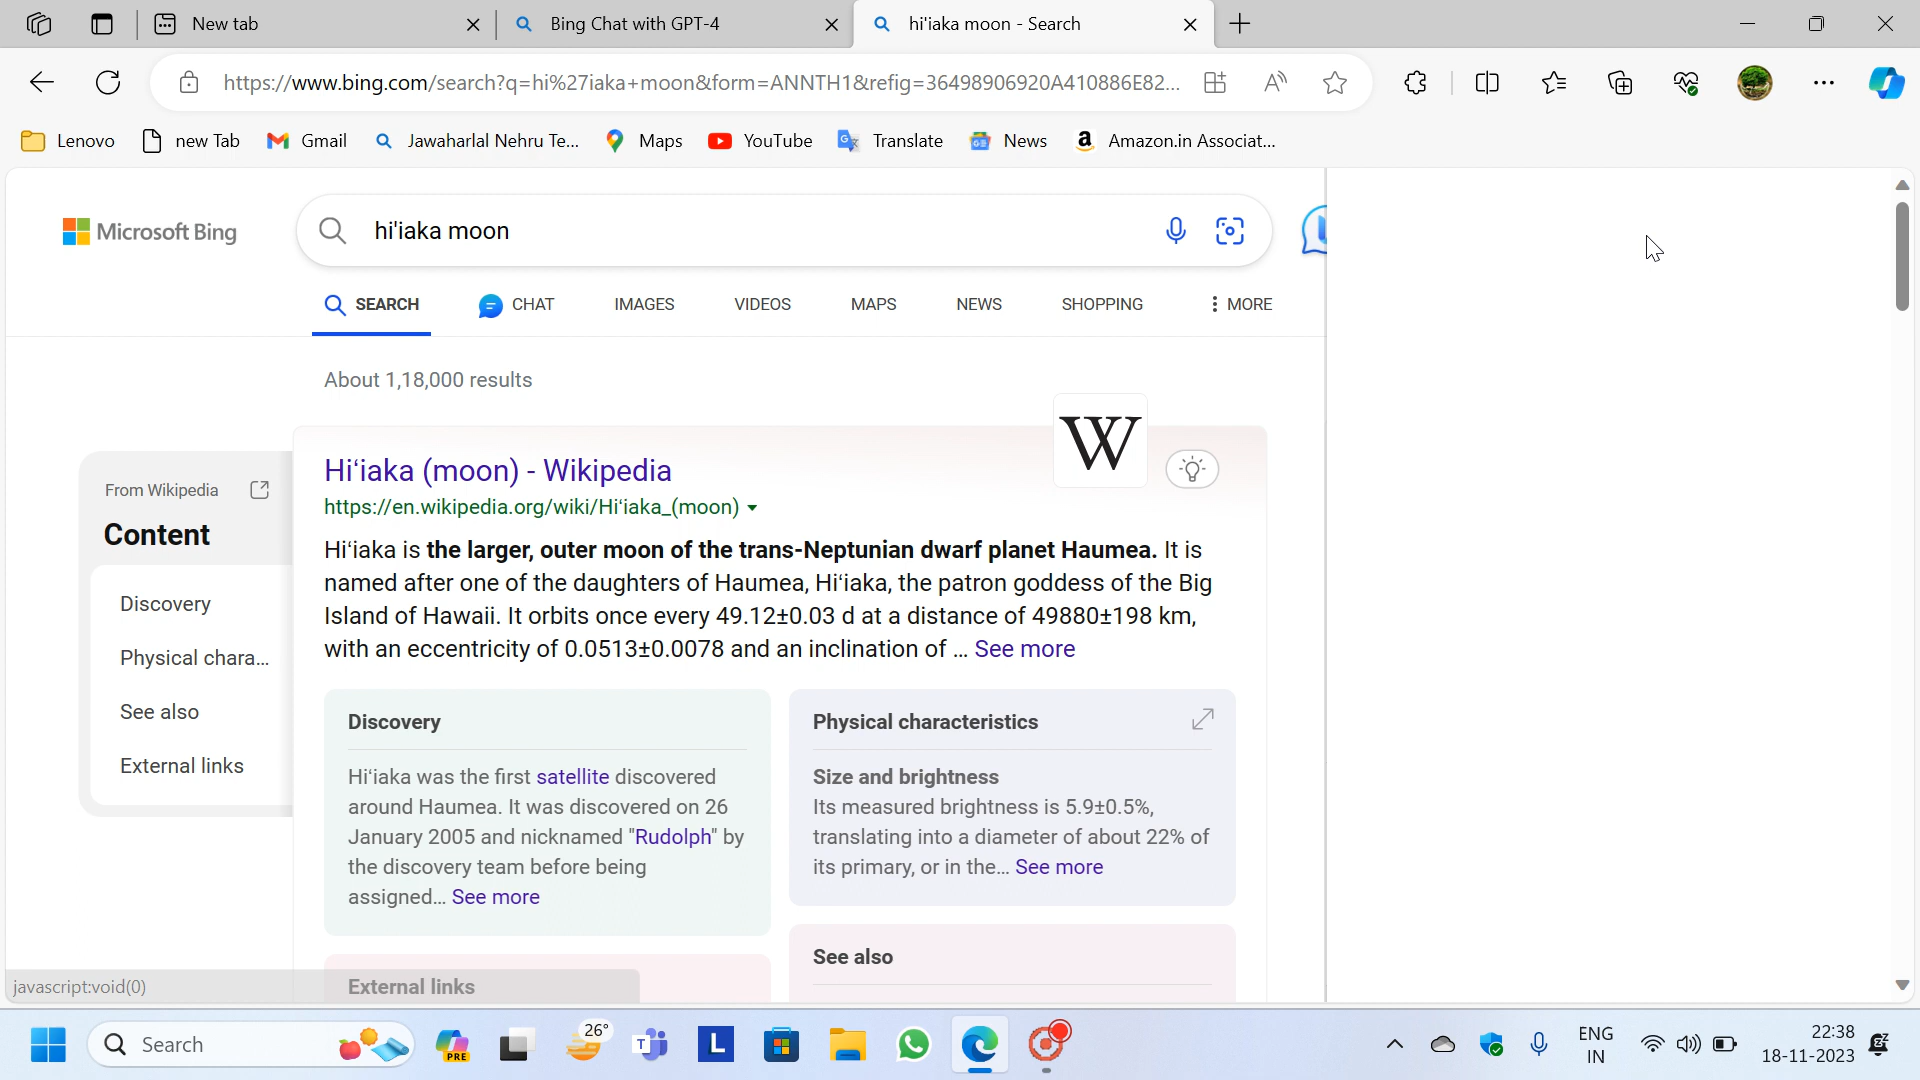 New tab
Bing Chat with GPT-4
hi'iaka moon - Search
https://www.bing.com/search?q=hi%27iaka+moon&form=ANNTH1&refig=36498906920A410886E82...
Lenovo
new Tab
Gmail
Jawaharlal Nehru Te...
Maps
YouTube
Translate
News
Amazon.in Associat...
Microsoft Bing
hi'iaka moon
SEARCH
CHAT
IMAGES
VIDEOS
MAPS
NEWS
SHOPPING
MORE
About 1,18,000 results
W
From Wikipedia
Content
Discovery
Physical chara...
See also
External links
Hiʻiaka (moon) - Wikipedia
https://en.wikipedia.org/wiki/Hiʻiaka_(moon)
Hiʻiaka is the larger, outer moon of the trans-Neptunian dwarf planet Haumea. It is
named after one of the daughters of Haumea, Hiʻiaka, the patron goddess of the Big
Island of Hawaii. It orbits once every 49.12±0.03 d at a distance of 49880±198 km,
with an eccentricity of 0.0513±0.0078 and an inclination of ... See more
Discovery
Hiʻiaka was the first satellite discovered
around Haumea. It was discovered on 26
January 2005 and nicknamed "Rudolph" by
the discovery team before being
assigned... See more
Physical characteristics
Size and brightness
Its measured brightness is 5.9±0.5%,
translating into a diameter of about 22% of
its primary, or in the... See more
External links
See also
javascript:void(0)
Search
PRE
26°
T
L
ENG
IN
22:38
18-11-2023